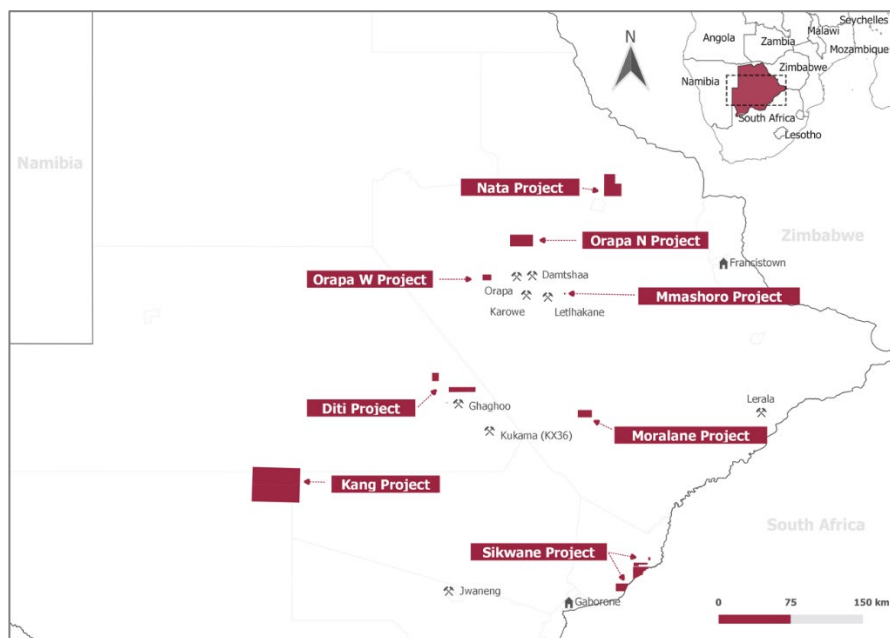 N
Seychelles
Malawi
Angola
Zambia
Mozambique
Zimbabwe
Namibia
South Africa
Lesotho
Namibia
Nata Project
Zimbabwe
Orapa N Project
Francistown
Orapa W Project
Damtshaa
Orapa
Mmashoro Project
Karowe
Letlhakane
Diti Project
Ghaghoo
Lerala
Kukama (KX36)
Moralane Project
Kang Project
South Africa
Sikwane Project
Jwaneng
Gaborone
0 75 150 km